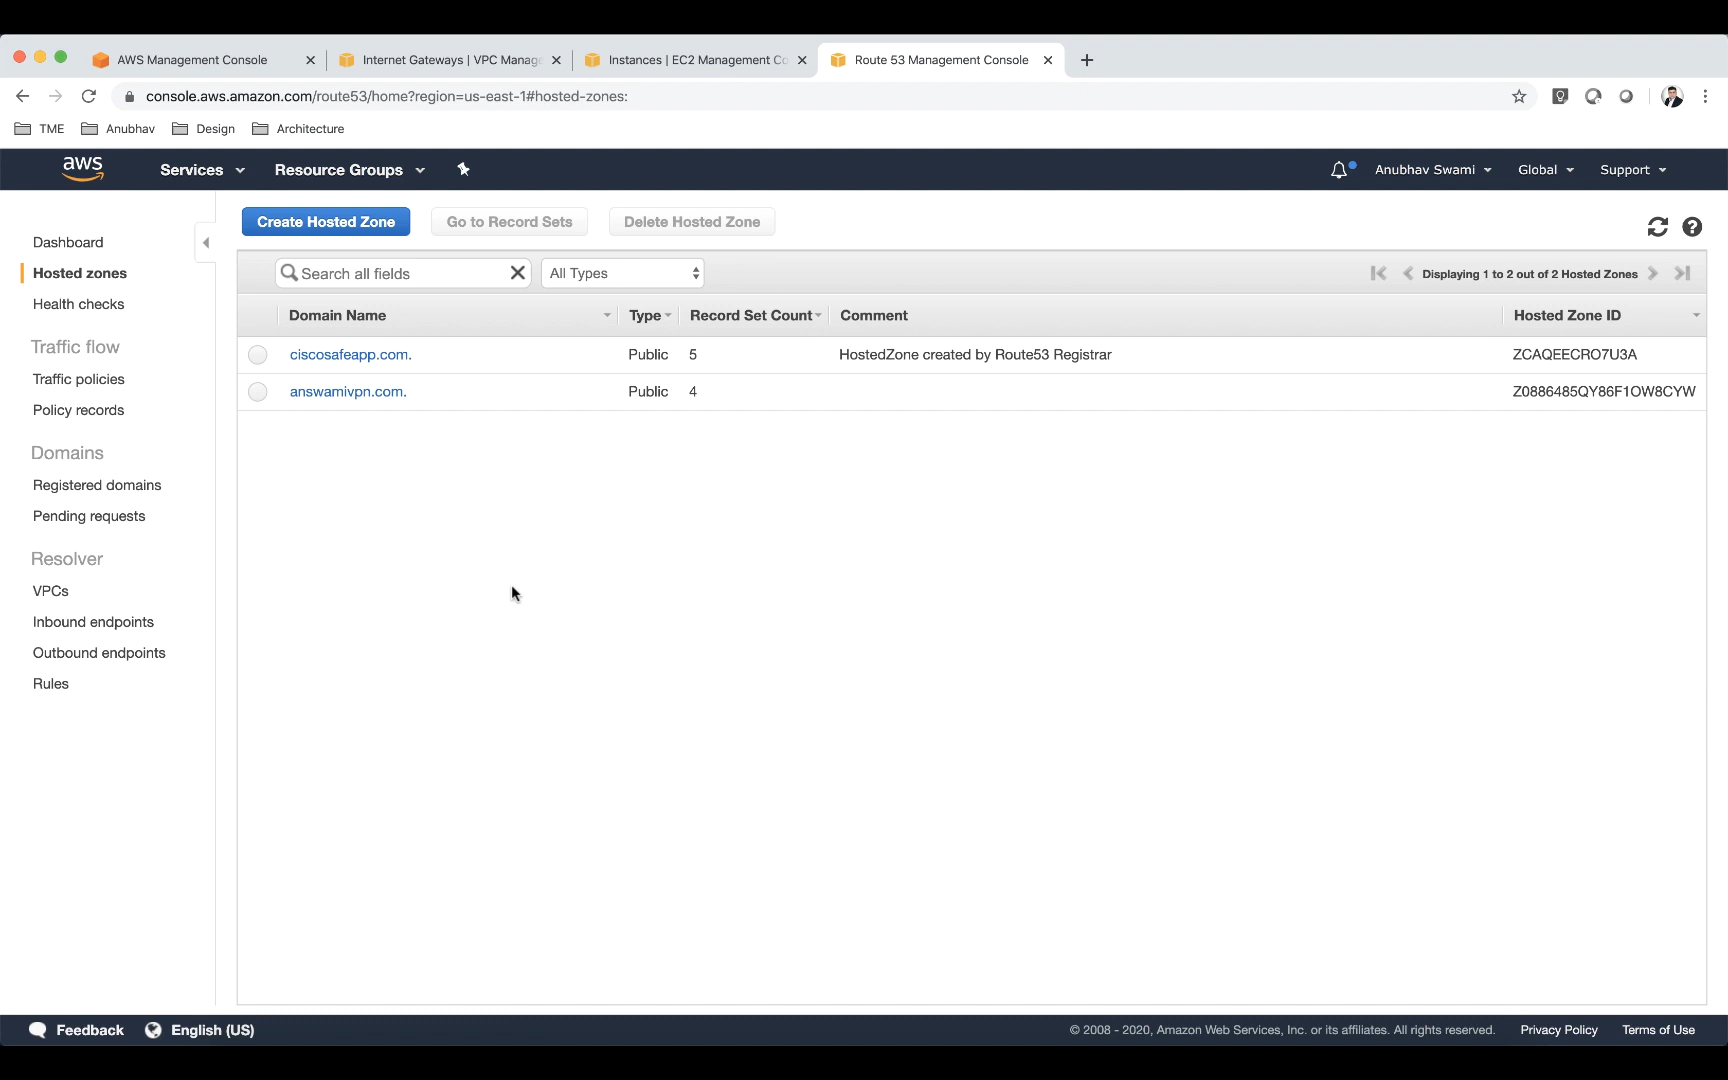 AWS Management Console
Internet Gateways | VPC Manag
Instances | EC2 Management Co
Route 53 Management Console
console.aws.amazon.com/route53/home?region=us-east-1#hosted-zones:
TME
Anubhav
Design
Architecture
aws
Services
Resource Groups
Anubhav Swami
Global
Support
Dashboard
Hosted zones
Health checks
Traffic flow
Traffic policies
Policy records
Domains
Registered domains
Pending requests
Resolver
VPCs
Inbound endpoints
Outbound endpoints
Rules
Create Hosted Zone
Go to Record Sets
Delete Hosted Zone
Search all fields
All Types
Displaying 1 to 2 out of 2 Hosted Zones
Domain Name Type Record Set Count Comment Hosted Zone ID
ciscosafeapp.com. Public 5 HostedZone created by Route53 Registrar ZCAQEECRO7U3A
answamivpn.com. Public 4 Z0886485QY86F1OW8CYW
Feedback
English (US)
© 2008 - 2020, Amazon Web Services, Inc. or its affiliates. All rights reserved.
Privacy Policy
Terms of Use